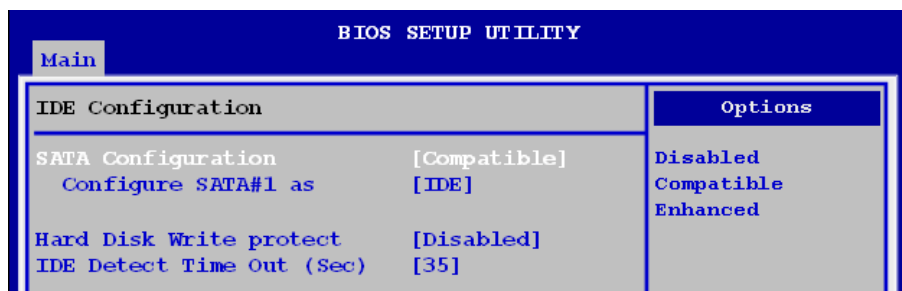 BIOS SETUP UTILITY
Main
IDE Configuration
SATA Configuration [Compatible]
Configure SATA#1 as [IDE]
Hard Disk Write protect [Disabled]
IDE Detect Time Out (Sec) [35]
Options
Disabled
Compatible
Enhanced